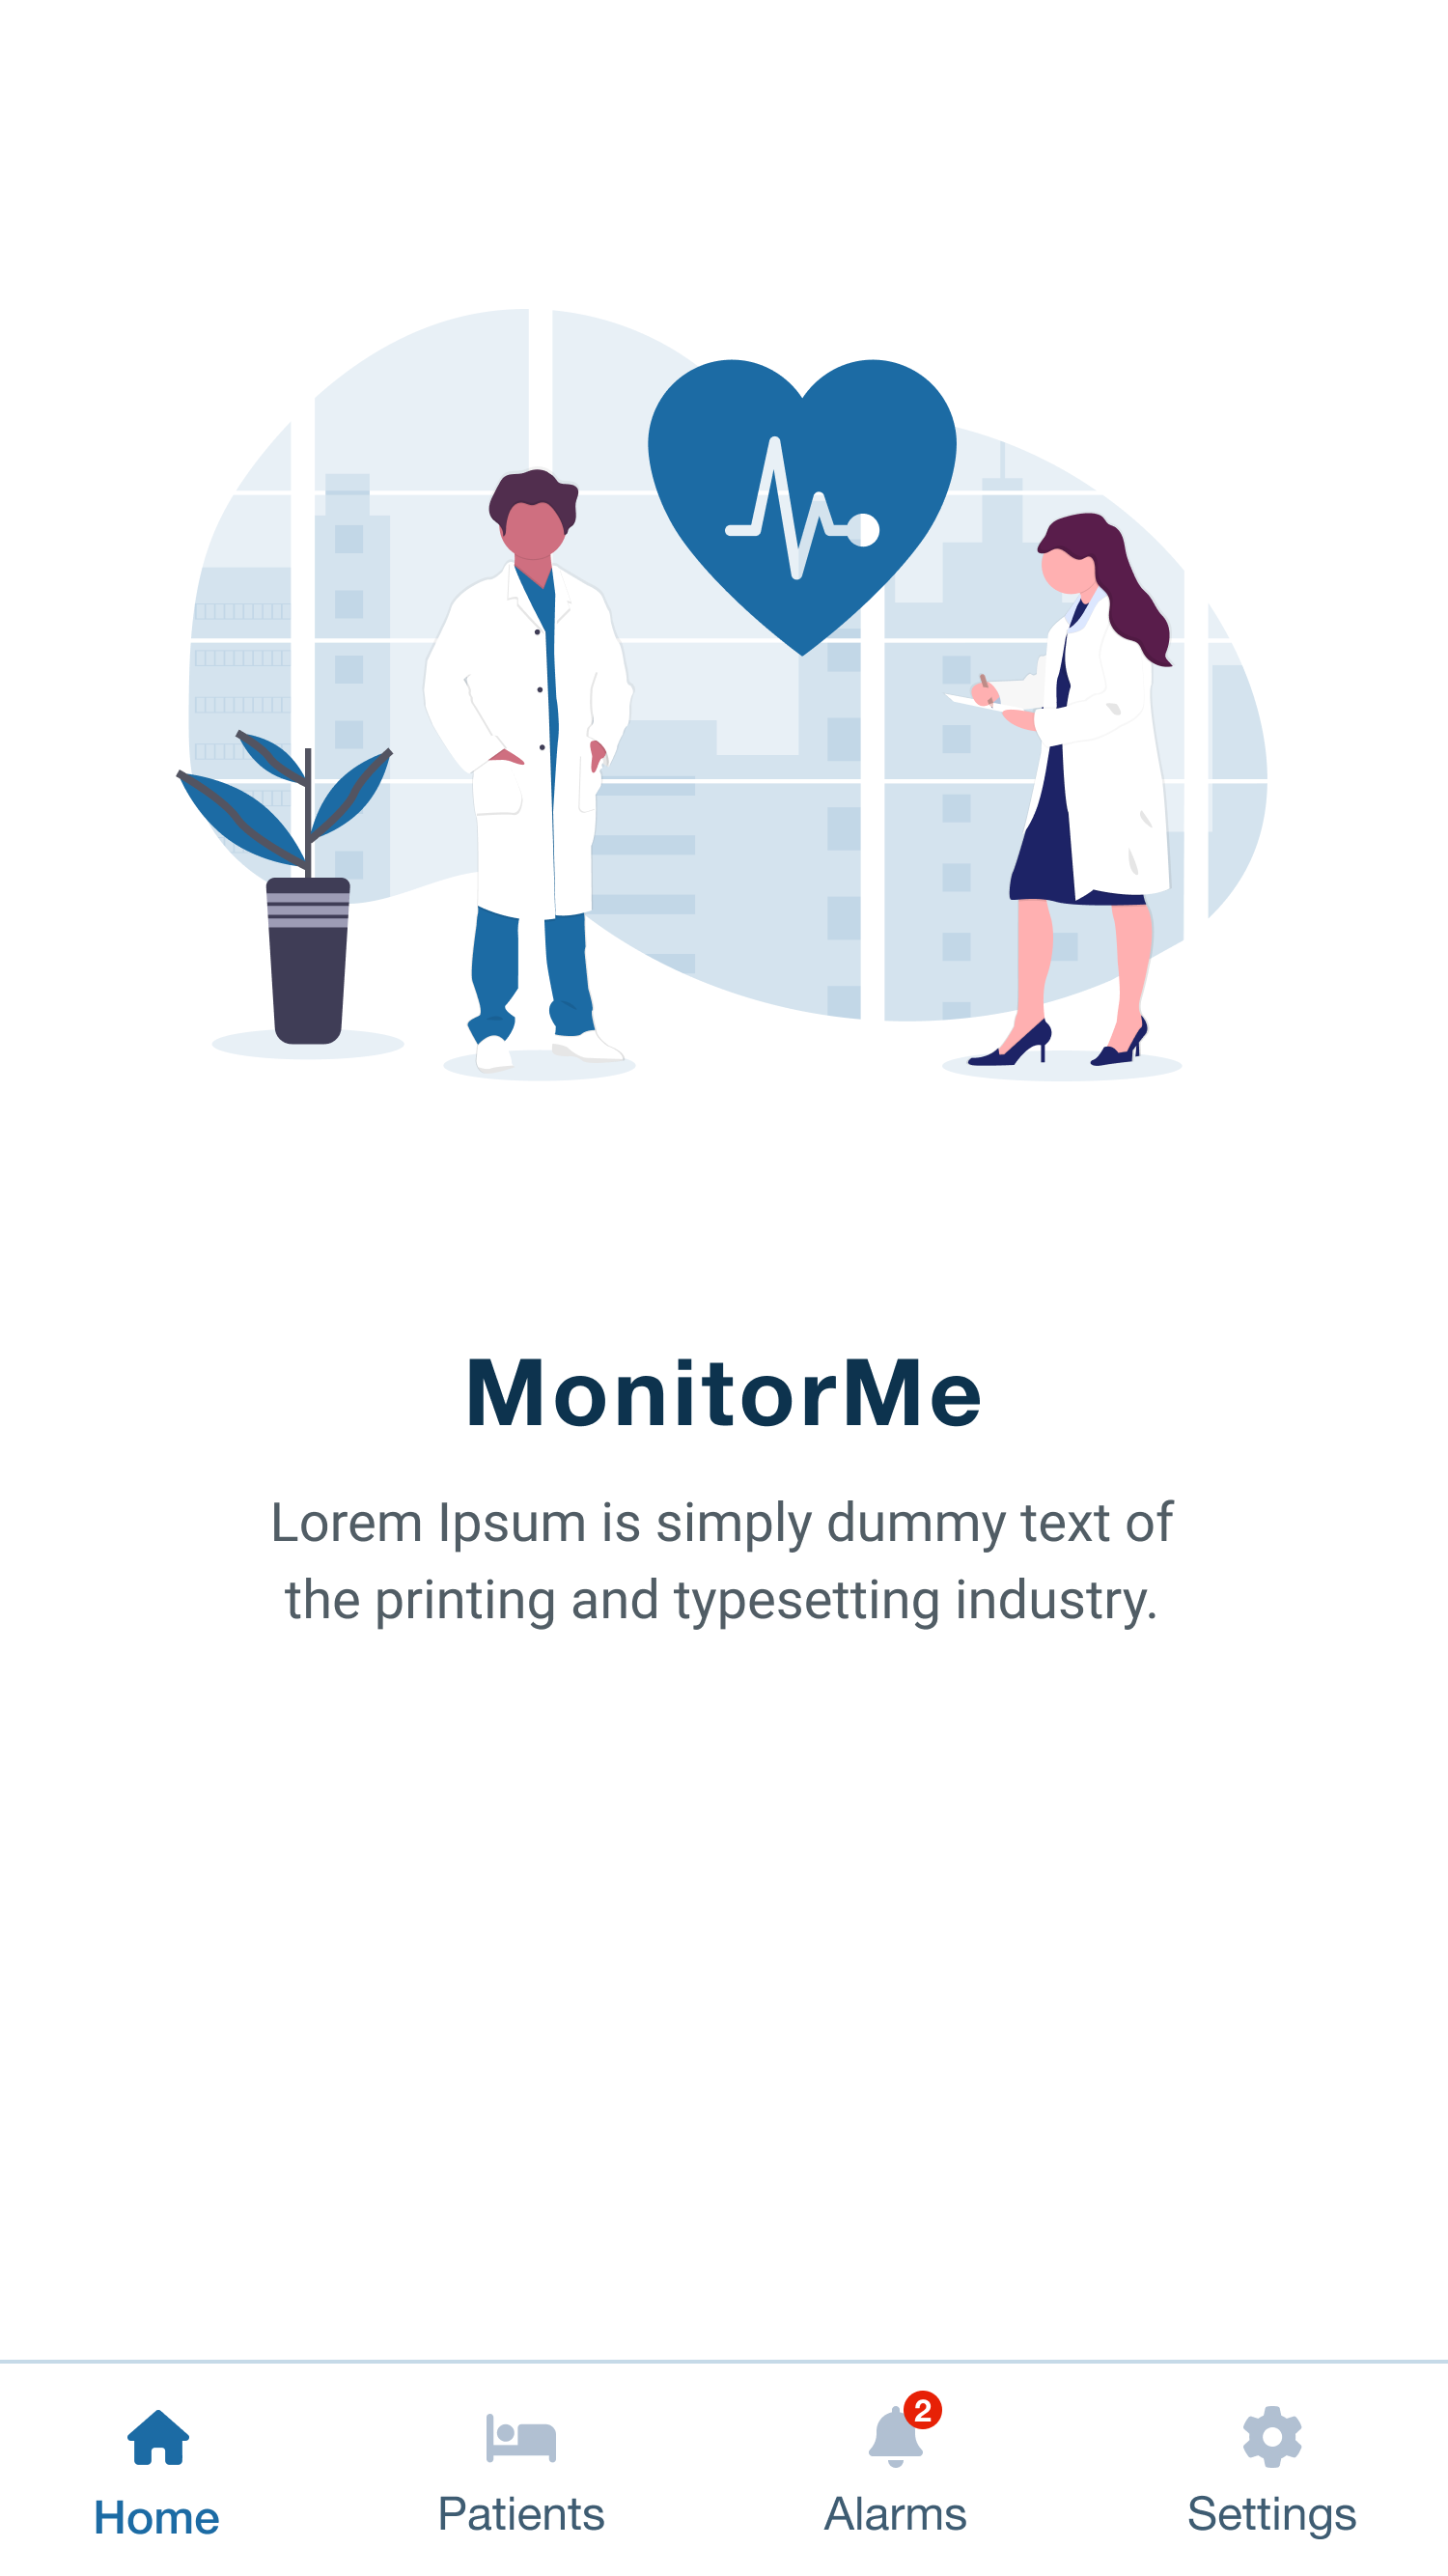 MonitorMe
Lorem Ipsum is simply dummy text of
the printing and typesetting industry.
2
Home
Patients
Alarms
Settings